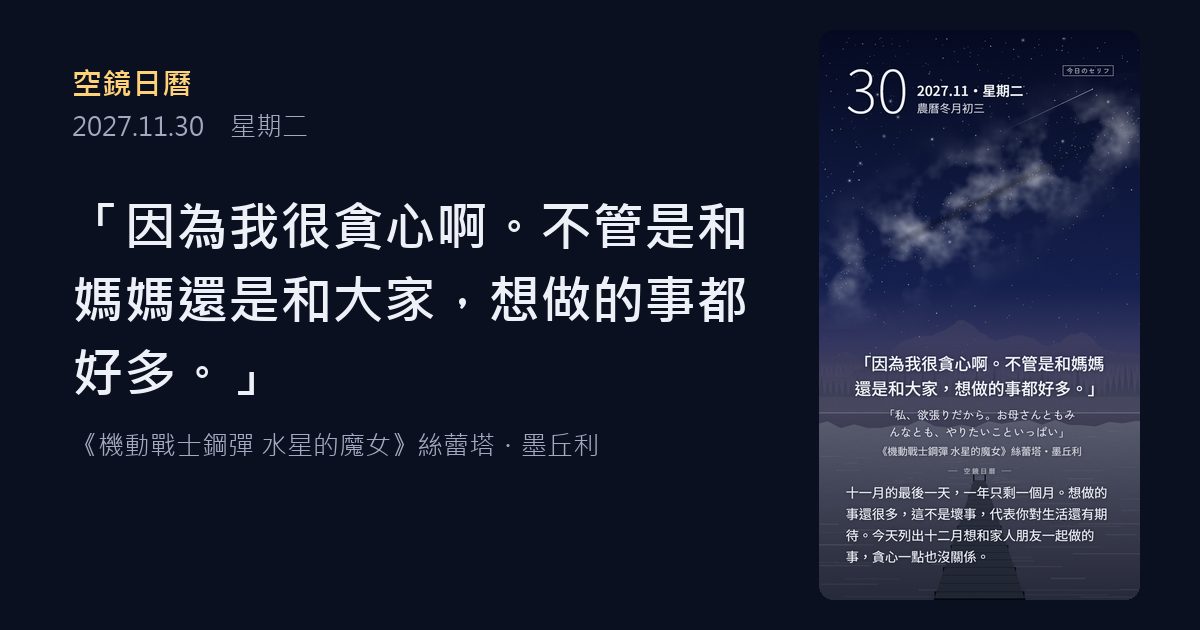 空鏡日曆
2027.11.30 星期二
「因為我很貪心啊。不管是和
媽媽還是和大家，想做的事都
好多。」
《機動戰士鋼彈 水星的魔女》絲蕾塔・墨丘利
今日のセリフ
30
2027.11・星期二
農曆冬月初三
「因為我很貪心啊。不管是和媽媽
還是和大家，想做的事都好多。」
「私、欲張りだから。お母さんともみ
んなとも、やりたいこといっぱい」
《機動戰士鋼彈 水星的魔女》絲蕾塔・墨丘利
— 空鏡日曆 —
十一月的最後一天，一年只剩一個月。想做的
事還很多，這不是壞事，代表你對生活還有期
待。今天列出十二月想和家人朋友一起做的
事，貪心一點也沒關係。